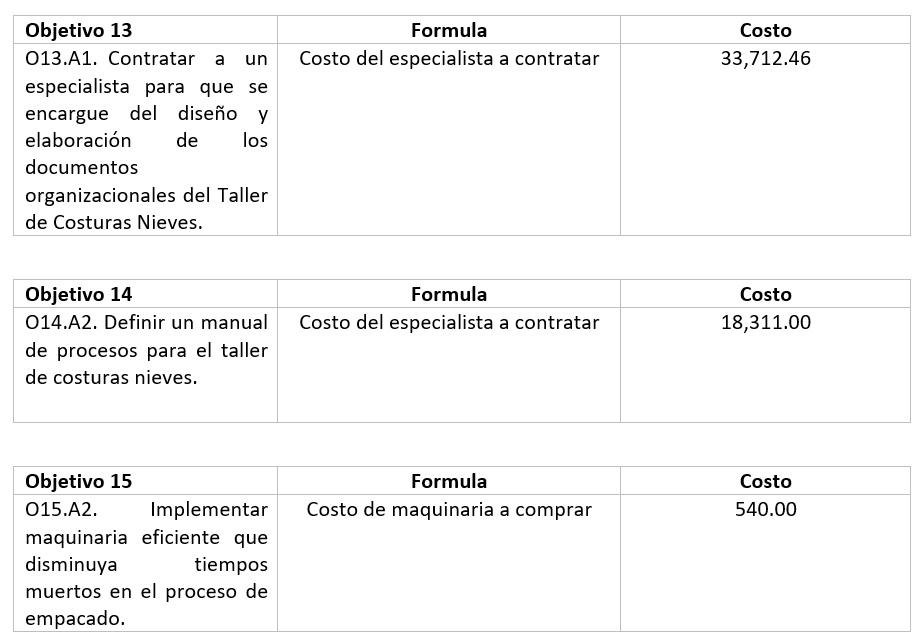 Objetivo 13 Formula Costo
O13.A1. Contratar a un Costo del especialista a contratar 33,712.46
especialista para que se
encargue del diseño y
elaboración de los
documentos
organizacionales del Taller
de Costuras Nieves.
Objetivo 14 Formula Costo
O14.A2. Definir un manual Costo del especialista a contratar 18,311.00
de procesos para el taller
de costuras nieves.
Objetivo 15 Formula Costo
O15.A2. Implementar Costo de maquinaria a comprar 540.00
maquinaria eficiente que
disminuya tiempos
muertos en el proceso de
empacado.